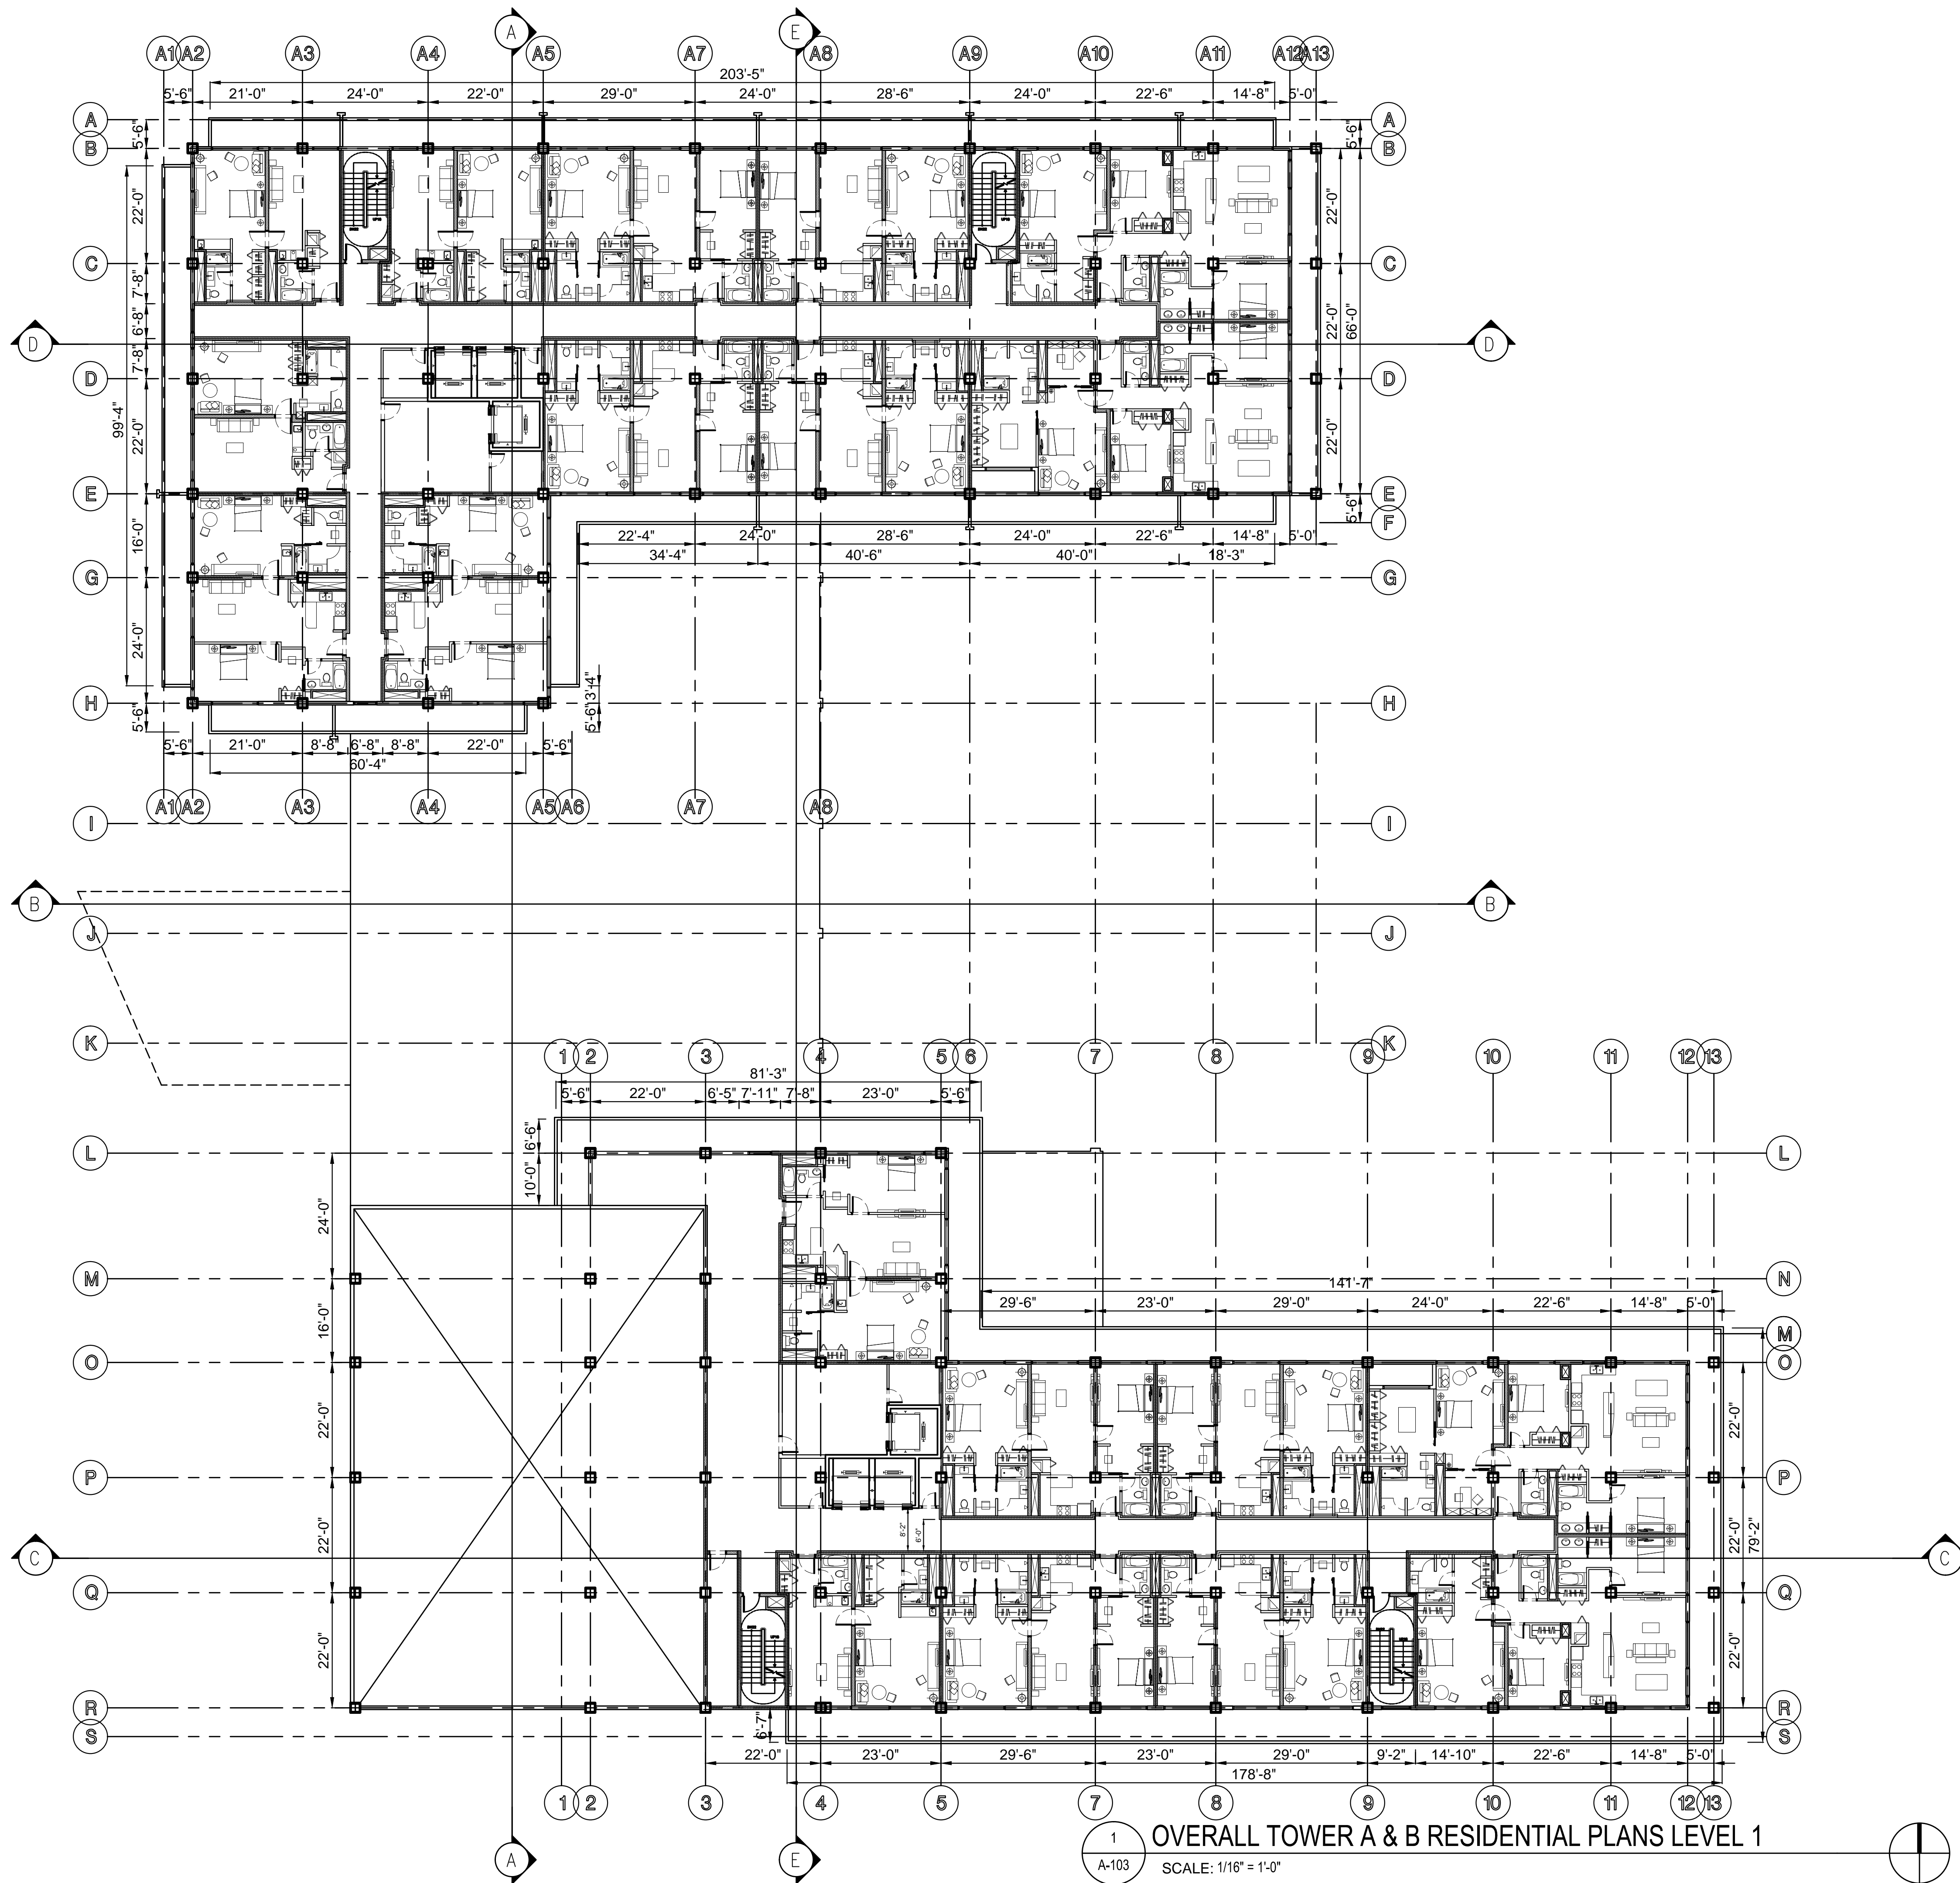 A E
A1 A2 A3 A4 A5 A7 A8 A9 A10 A11 A12 A13
203'-5"
5'-6" 21'-0" 24'-0" 22'-0" 29'-0" 24'-0" 28'-6" 24'-0" 22'-6" 14'-8" 5'-0"
A 5'-6" 5'-6" A
B B
22'-0" 22'-0"
C C
7'-8"
6'-8" 22'-0" 66'-0"
D D
7'-8"
D D
99'-4"
22'-0" 22'-0"
E E
5'-6" F
16'-0" 22'-4" 24'-0" 28'-6" 24'-0" 22'-6" 14'-8" 5'-0"
34'-4" 40'-6" 40'-0" 18'-3"
G G
24'-0"
3'-4"
H H
5'-6" 5'-6"
5'-6" 21'-0" 8'-8" 6'-8" 8'-8" 22'-0" 5'-6"
60'-4"
A1 A2 A3 A4 A5 A6 A7 A8
I I
B B
J J
K K
1 2 3 4 5 6 7 8 9 10 11 12 13
81'-3"
5'-6" 22'-0" 6'-5" 7'-11" 7'-8" 23'-0" 5'-6"
6'-6"
L L
10'-0"
24'-0"
M N
141'-7"
29'-6" 23'-0" 29'-0" 24'-0" 22'-6" 14'-8" 5'-0"
16'-0" M
O O
22'-0" 22'-0"
P P
22'-0" 8'-2" 6'-0" 22'-0" 79'-2"
C C
Q Q
22'-0" 22'-0"
R R
6'-7"
S S
22'-0" 23'-0" 29'-6" 23'-0" 29'-0" 9'-2" 14'-10" 22'-6" 14'-8" 5'-0"
178'-8"
1 2 3 4 5 7 8 9 10 11 12 13
1 OVERALL TOWER A & B RESIDENTIAL PLANS LEVEL 1
A-103 SCALE: 1/16" = 1'-0"
A E